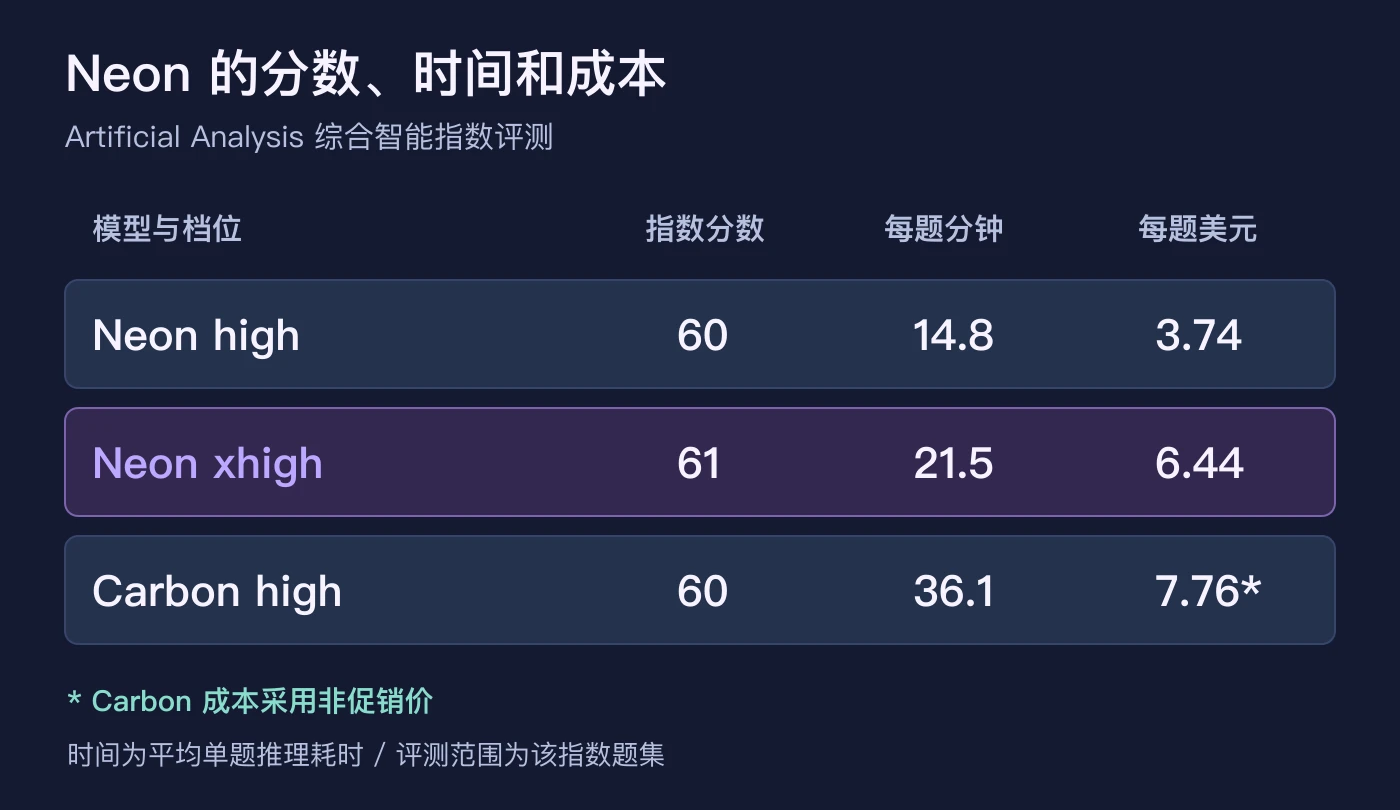 Neon 的分数、时间和成本
Artificial Analysis 综合智能指数评测
模型与档位 指数分数 每题分钟 每题美元
Neon high 60 14.8 3.74
Neon xhigh 61 21.5 6.44
Carbon high 60 36.1 7.76*
* Carbon 成本采用非促销价
时间为平均单题推理耗时 / 评测范围为该指数题集